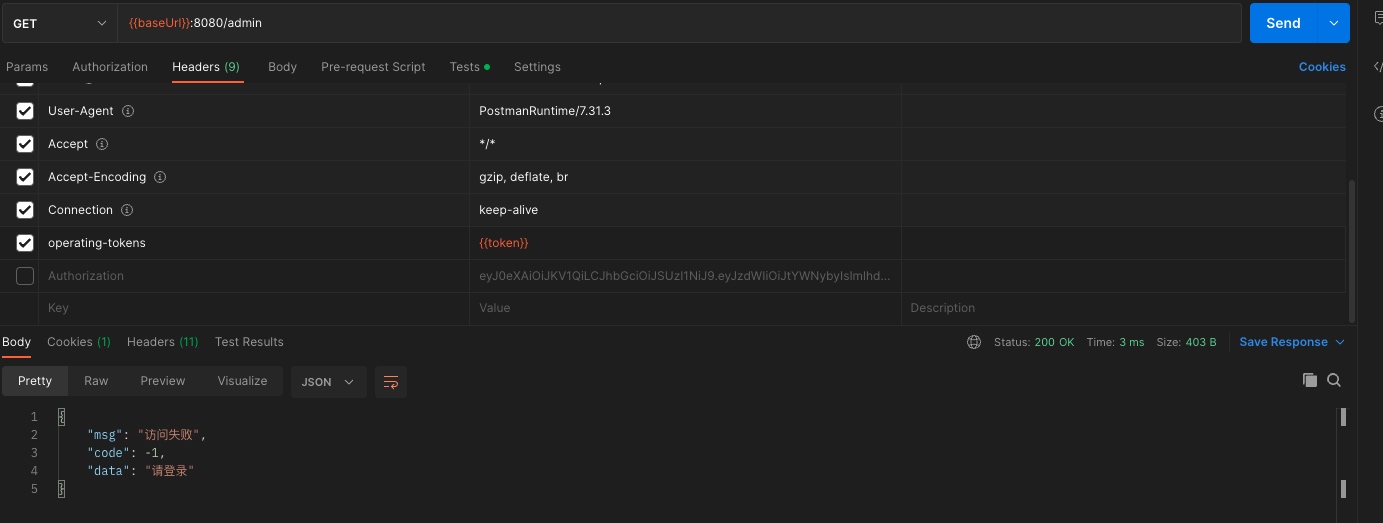 GET {{baseUrl}}:8080/admin Send
Params Authorization Headers (9) Body Pre-request Script Tests Settings Cookies
User-Agent PostmanRuntime/7.31.3
Accept */*
Accept-Encoding gzip, deflate, br
Connection keep-alive
operating-tokens {{token}}
Authorization eyJ0eXAiOiJKV1QiLCJhbGciOiJSUzI1NiJ9.eyJzdWIiOiJtYWNybyIsImlhd...
Key Value Description
Body Cookies (1) Headers (11) Test Results Status: 200 OK Time: 3 ms Size: 403 B Save Response
Pretty Raw Preview Visualize JSON
1 {
2 "msg": "访问失败",
3 "code": -1,
4 "data": "请登录"
5 }